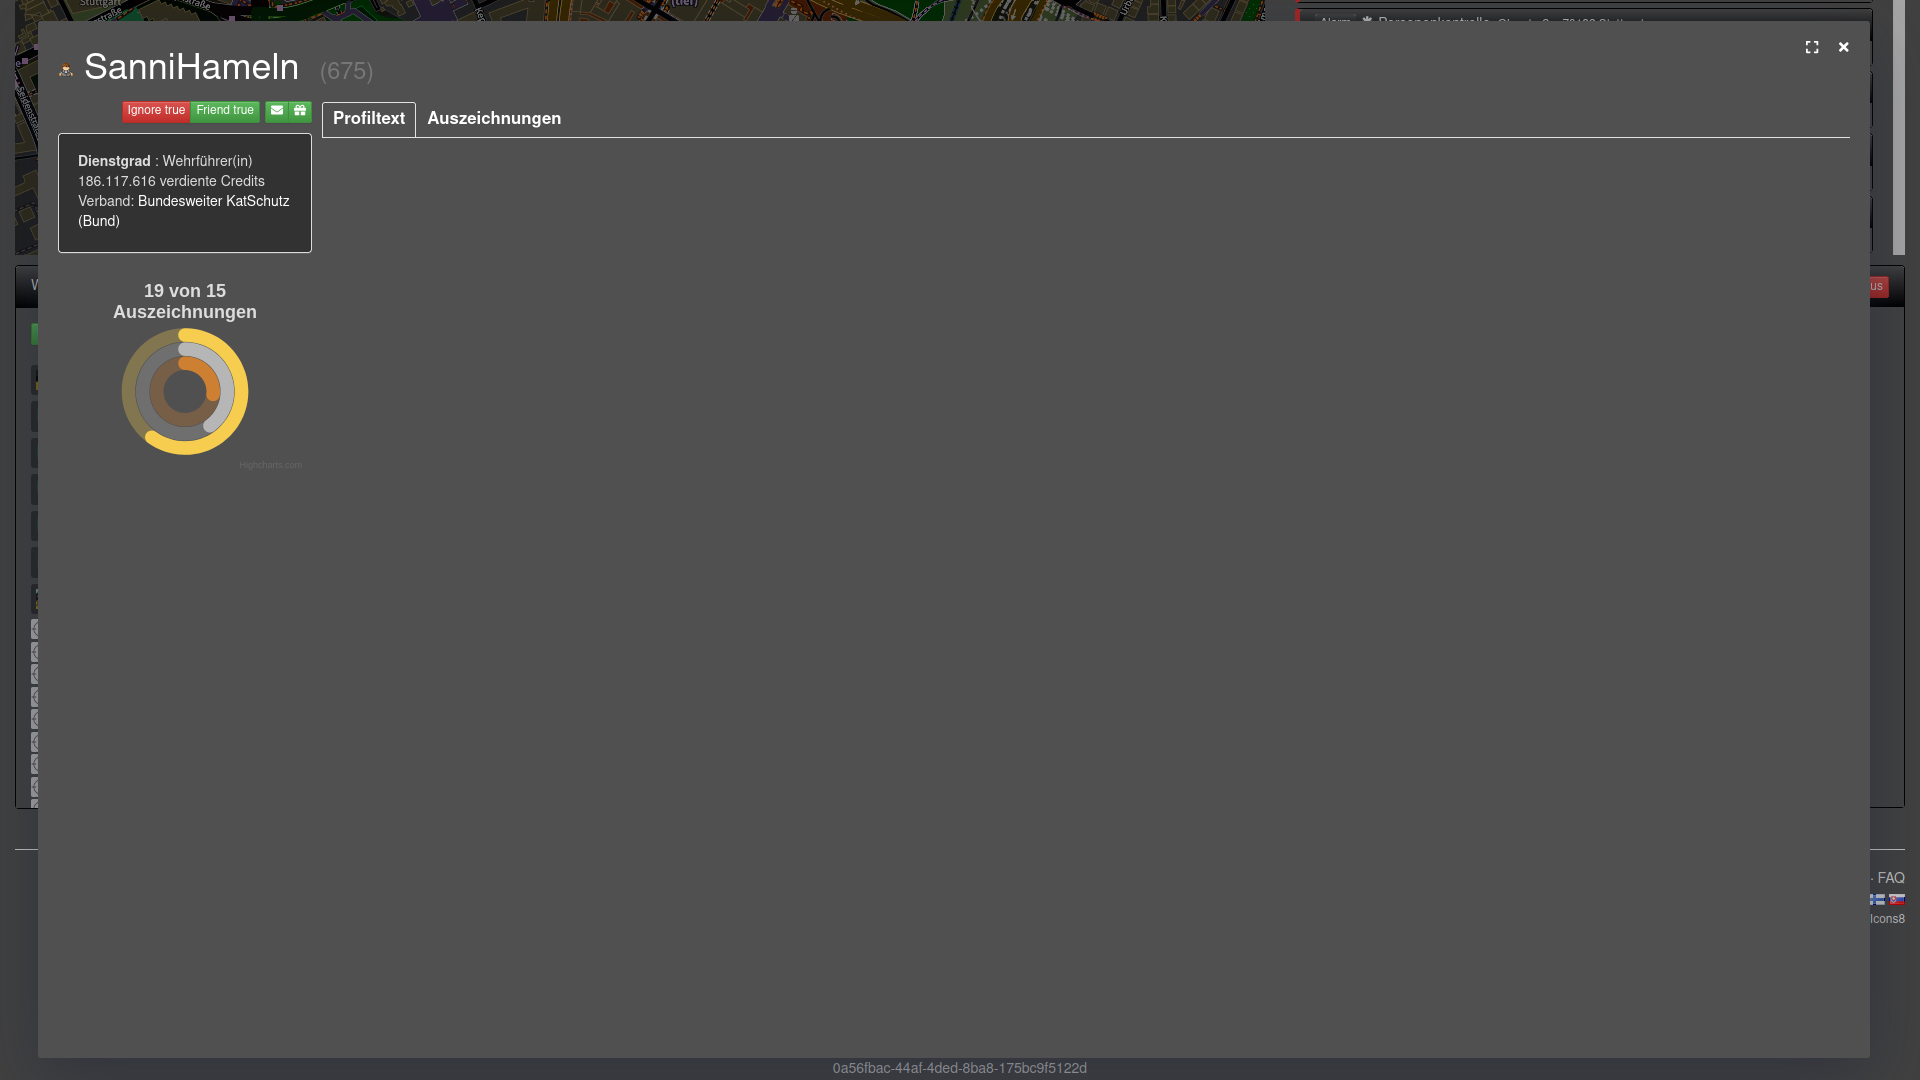 SanniHameln (675)
Ignore true Friend true
Profiltext Auszeichnungen
Dienstgrad : Wehrführer(in)
186.117.616 verdiente Credits
Verband: Bundesweiter KatSchutz
(Bund)
19 von 15
Auszeichnungen
Highcharts.com
us
· FAQ
Icons8
0a56fbac-44af-4ded-8ba8-175bc9f5122d